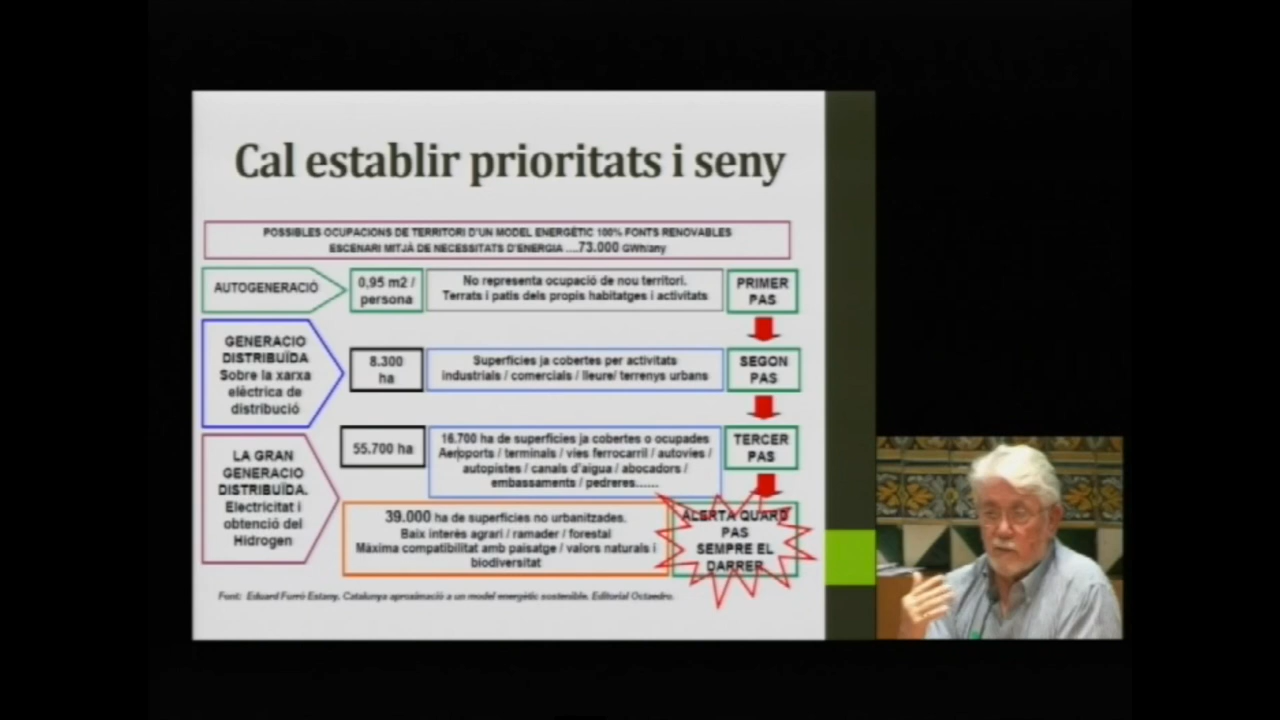 Cal establir prioritats i seny
POSSIBLES OCUPACIONS DE TERRITORI D'UN MODEL ENERGÈTIC 100% FONTS RENOVABLES
ESCENARI MITJÀ DE NECESSITATS D'ENERGIA ....73.000 GWh/any
AUTOGENERACIÓ
0,95 m2 /
persona
No representa ocupació de nou territori.
Terrats i patis dels propis habitatges i activitats
PRIMER
PAS
GENERACIO
DISTRIBUÏDA
Sobre la xarxa
elèctrica de
distribució
8.300
ha
Superfícies ja cobertes per activitats
industrials / comercials / lleure/ terrenys urbans
SEGON
PAS
LA GRAN
GENERACIO
DISTRIBUÏDA.
Electricitat i
obtenció del
Hidrogen
55.700 ha
16.700 ha de superfícies ja cobertes o ocupades
Aeroports / terminals / vies ferrocarril / autovies /
autopistes / canals d'aigua / abocadors /
embassaments / pedreres......
TERCER
PAS
39.000 ha de superfícies no urbanitzades.
Baix interès agrari / ramader / forestal
Màxima compatibilitat amb paisatge / valors naturals i
biodiversitat
ALERTA QUARD
PAS
SEMPRE EL
DARRER
Font: Eduard Furró Estany, Catalunya aproximació a un model energètic sostenible. Editorial Octaedro.